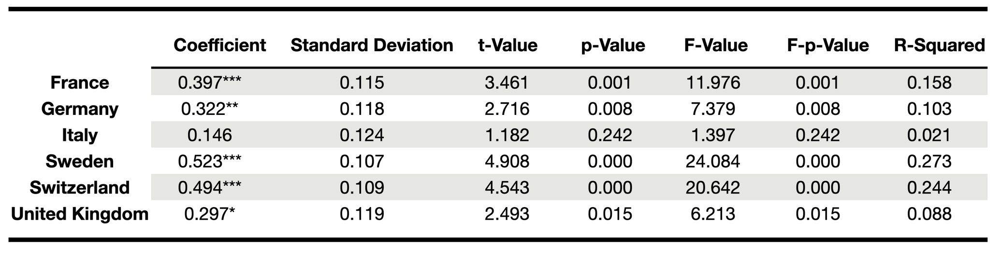 Coefficient Standard Deviation t-Value p-Value F-Value F-p-Value R-Squared
France 0.397*** 0.115 3.461 0.001 11.976 0.001 0.158
Germany 0.322** 0.118 2.716 0.008 7.379 0.008 0.103
Italy 0.146 0.124 1.182 0.242 1.397 0.242 0.021
Sweden 0.523*** 0.107 4.908 0.000 24.084 0.000 0.273
Switzerland 0.494*** 0.109 4.543 0.000 20.642 0.000 0.244
United Kingdom 0.297* 0.119 2.493 0.015 6.213 0.015 0.088